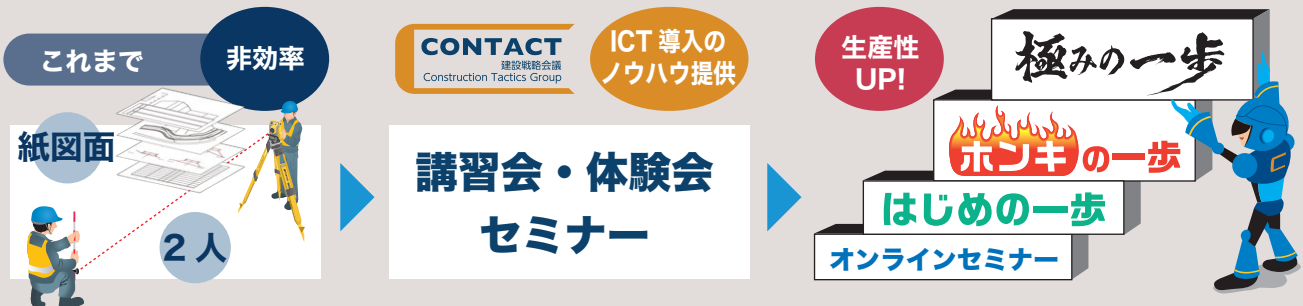 これまで
非効率
紙図面
2人
CONTACT
建設戦略会議
Construction Tactics Group
ICT導入の
ノウハウ提供
講習会・体験会
セミナー
生産性
UP!
極みの一歩
ホンキの一歩
はじめの一歩
オンラインセミナー
C